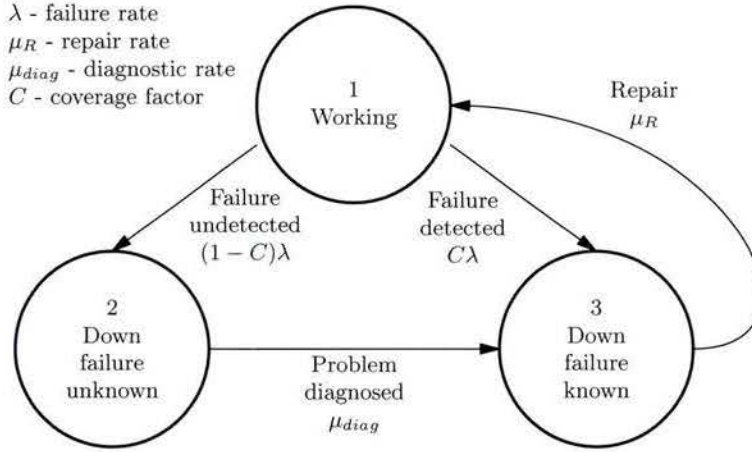 λ - failure rate
μ_R - repair rate
μ_diag - diagnostic rate
C - coverage factor
1
Working
Repair
μ_R
Failure
undetected
(1 − C)λ
Failure
detected
Cλ
2
Down
failure
unknown
Problem
diagnosed
μ_diag
3
Down
failure
known